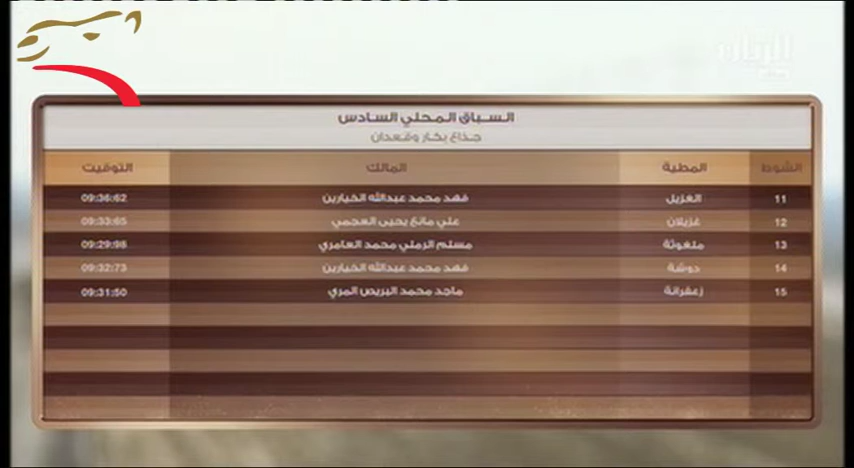 الريان
السباق المحلي السادس
جذاع بكار وقعدان
الشوط المطية المالك التوقيت
11 الغزيل فهد محمد عبدالله الخيارين 09:36:62
12 غزيلان علي مانع يحيى العجمي 09:33:65
13 ملغوثة مسلم الرملي محمد العامري 09:29:98
14 دوشة فهد محمد عبدالله الخيارين 09:32:73
15 زعفرانة ماجد محمد البريص المري 09:31:50